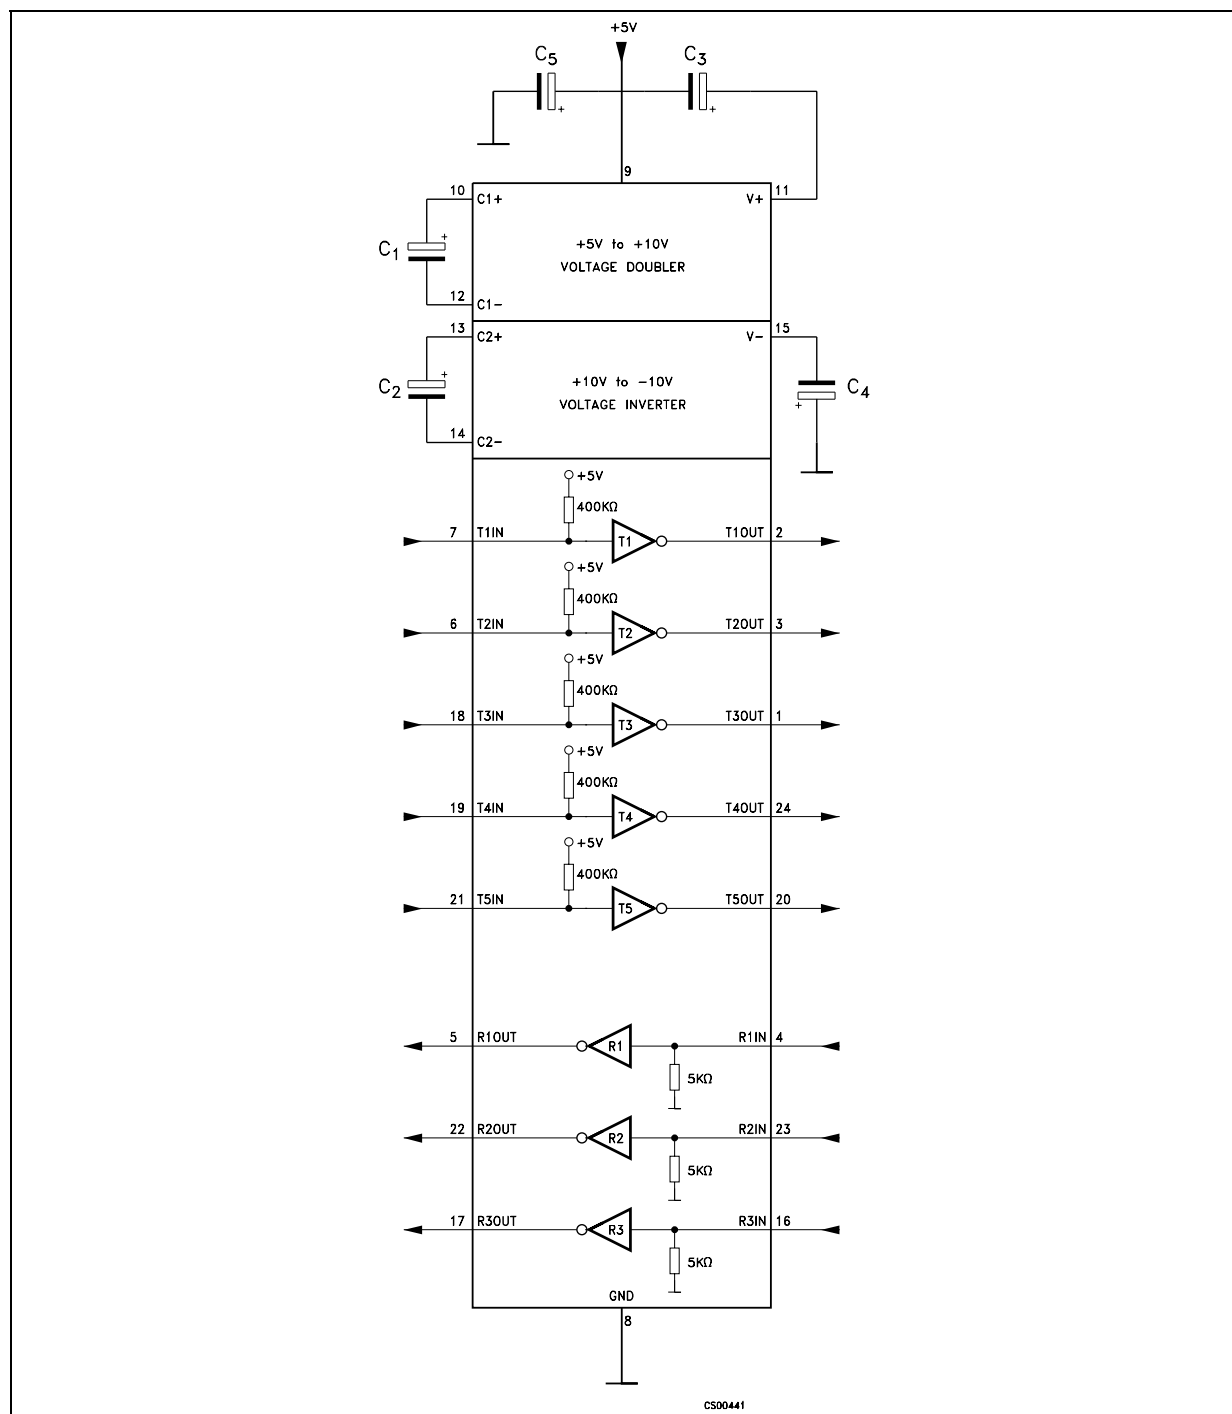 +5V
C5 C3
+ +
9
10 C1+ V+ 11
C1 +
+5V to +10V
VOLTAGE DOUBLER
12 C1-
13 C2+ V- 15
C2 +
+10V to -10V
VOLTAGE INVERTER
+ C4
14 C2-
+5V
400KΩ
7 T1IN T1 T1OUT 2
+5V
400KΩ
6 T2IN T2 T2OUT 3
+5V
400KΩ
18 T3IN T3 T3OUT 1
+5V
400KΩ
19 T4IN T4 T4OUT 24
+5V
400KΩ
21 T5IN T5 T5OUT 20
5 R1OUT R1 R1IN 4
5KΩ
22 R2OUT R2 R2IN 23
5KΩ
17 R3OUT R3 R3IN 16
5KΩ
GND
8
CS00441